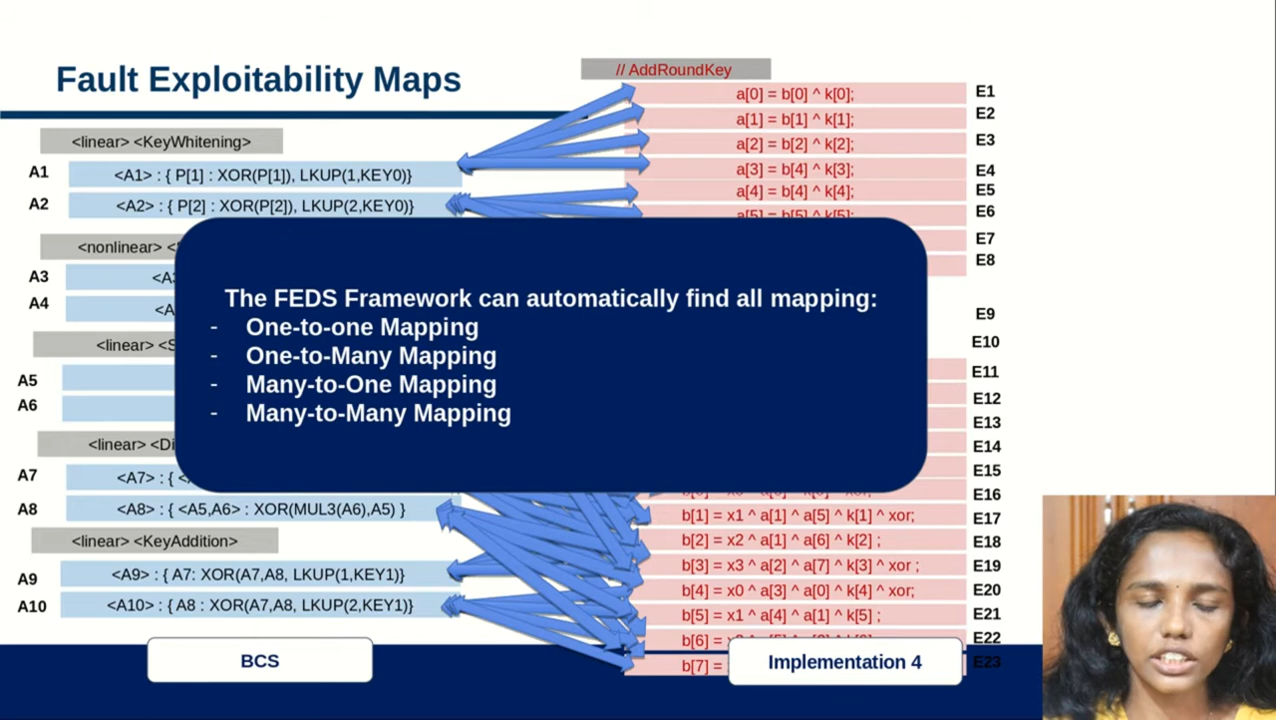 Fault Exploitability Maps
// AddRoundKey
<linear> <KeyWhitening>
A1 <A1> : { P[1] : XOR(P[1]), LKUP(1,KEY0)}
A2 <A2> : { P[2] : XOR(P[2]), LKUP(2,KEY0)}
<nonlinear>
A3
A4
<linear>
A5
A6
<linear>
A7 <A7> : {
A8 <A8> : { <A5,A6> : XOR(MUL3(A6),A5) }
<linear> <KeyAddition>
A9 <A9> : { A7: XOR(A7,A8, LKUP(1,KEY1)}
A10 <A10> : { A8 : XOR(A7,A8, LKUP(2,KEY1)}
BCS
The FEDS Framework can automatically find all mapping:
- One-to-one Mapping
- One-to-Many Mapping
- Many-to-One Mapping
- Many-to-Many Mapping
a[0] = b[0] ^ k[0]; E1
a[1] = b[1] ^ k[1]; E2
a[2] = b[2] ^ k[2]; E3
a[3] = b[4] ^ k[3]; E4
a[4] = b[4] ^ k[4]; E5
a[5] = b[5] ^ k[5]; E6
E7
E8
E9
E10
E11
E12
E13
E14
E15
E16
b[1] = x1 ^ a[1] ^ a[5] ^ k[1] ^ xor; E17
b[2] = x2 ^ a[1] ^ a[6] ^ k[2] ; E18
b[3] = x3 ^ a[2] ^ a[7] ^ k[3] ^ xor ; E19
b[4] = x0 ^ a[3] ^ a[0] ^ k[4] ^ xor; E20
b[5] = x1 ^ a[4] ^ a[1] ^ k[5] ; E21
b[6] = E22
b[7] = E23
Implementation 4